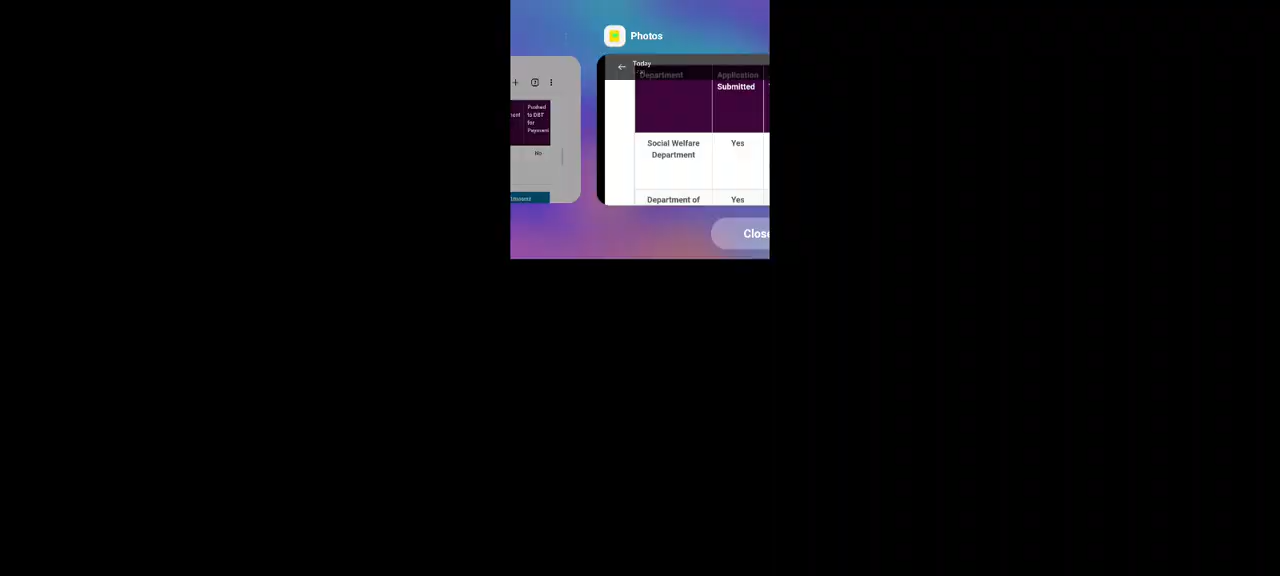 Photos
Today
Department
Application
Submitted
Pushed
to DBT
for
Payment
No
Social Welfare
Department
Yes
Department of
Yes
Close